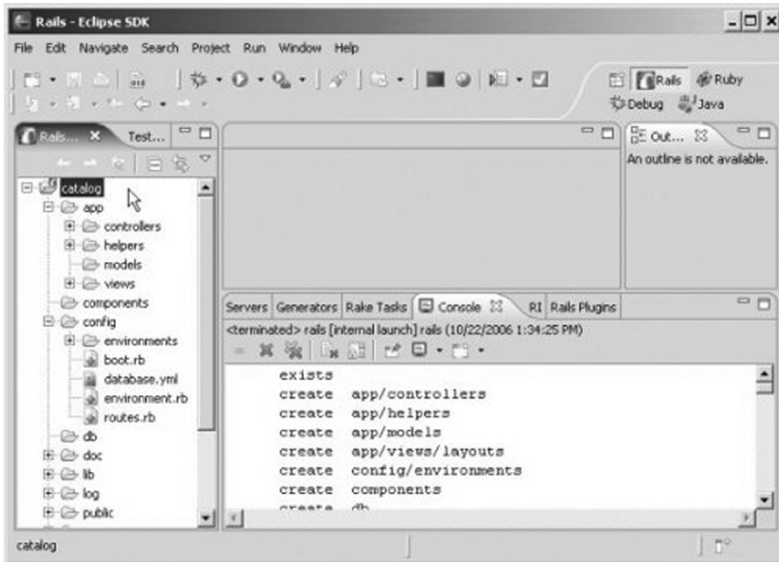 Rails - Eclipse SDK
File Edit Navigate Search Project Run Window Help
Rails Ruby
Debug Java
Rails... Test...
Out...
An outline is not available.
catalog
app
controllers
helpers
models
views
components
config
environments
boot.rb
database.yml
environment.rb
routes.rb
db
doc
lib
log
public
Servers Generators Rake Tasks Console RI Rails Plugins
<terminated> rails [internal launch] rails (10/22/2006 1:34:25 PM)
exists
create app/controllers
create app/helpers
create app/models
create app/views/layouts
create config/environments
create components
create db
catalog